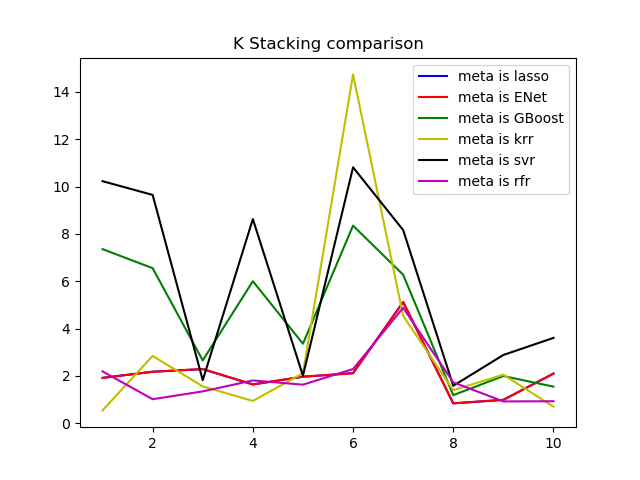 K Stacking comparison
meta is lasso
meta is ENet
meta is GBoost
meta is krr
meta is svr
meta is rfr
14
12
10
8
6
4
2
0
2 4 6 8 10